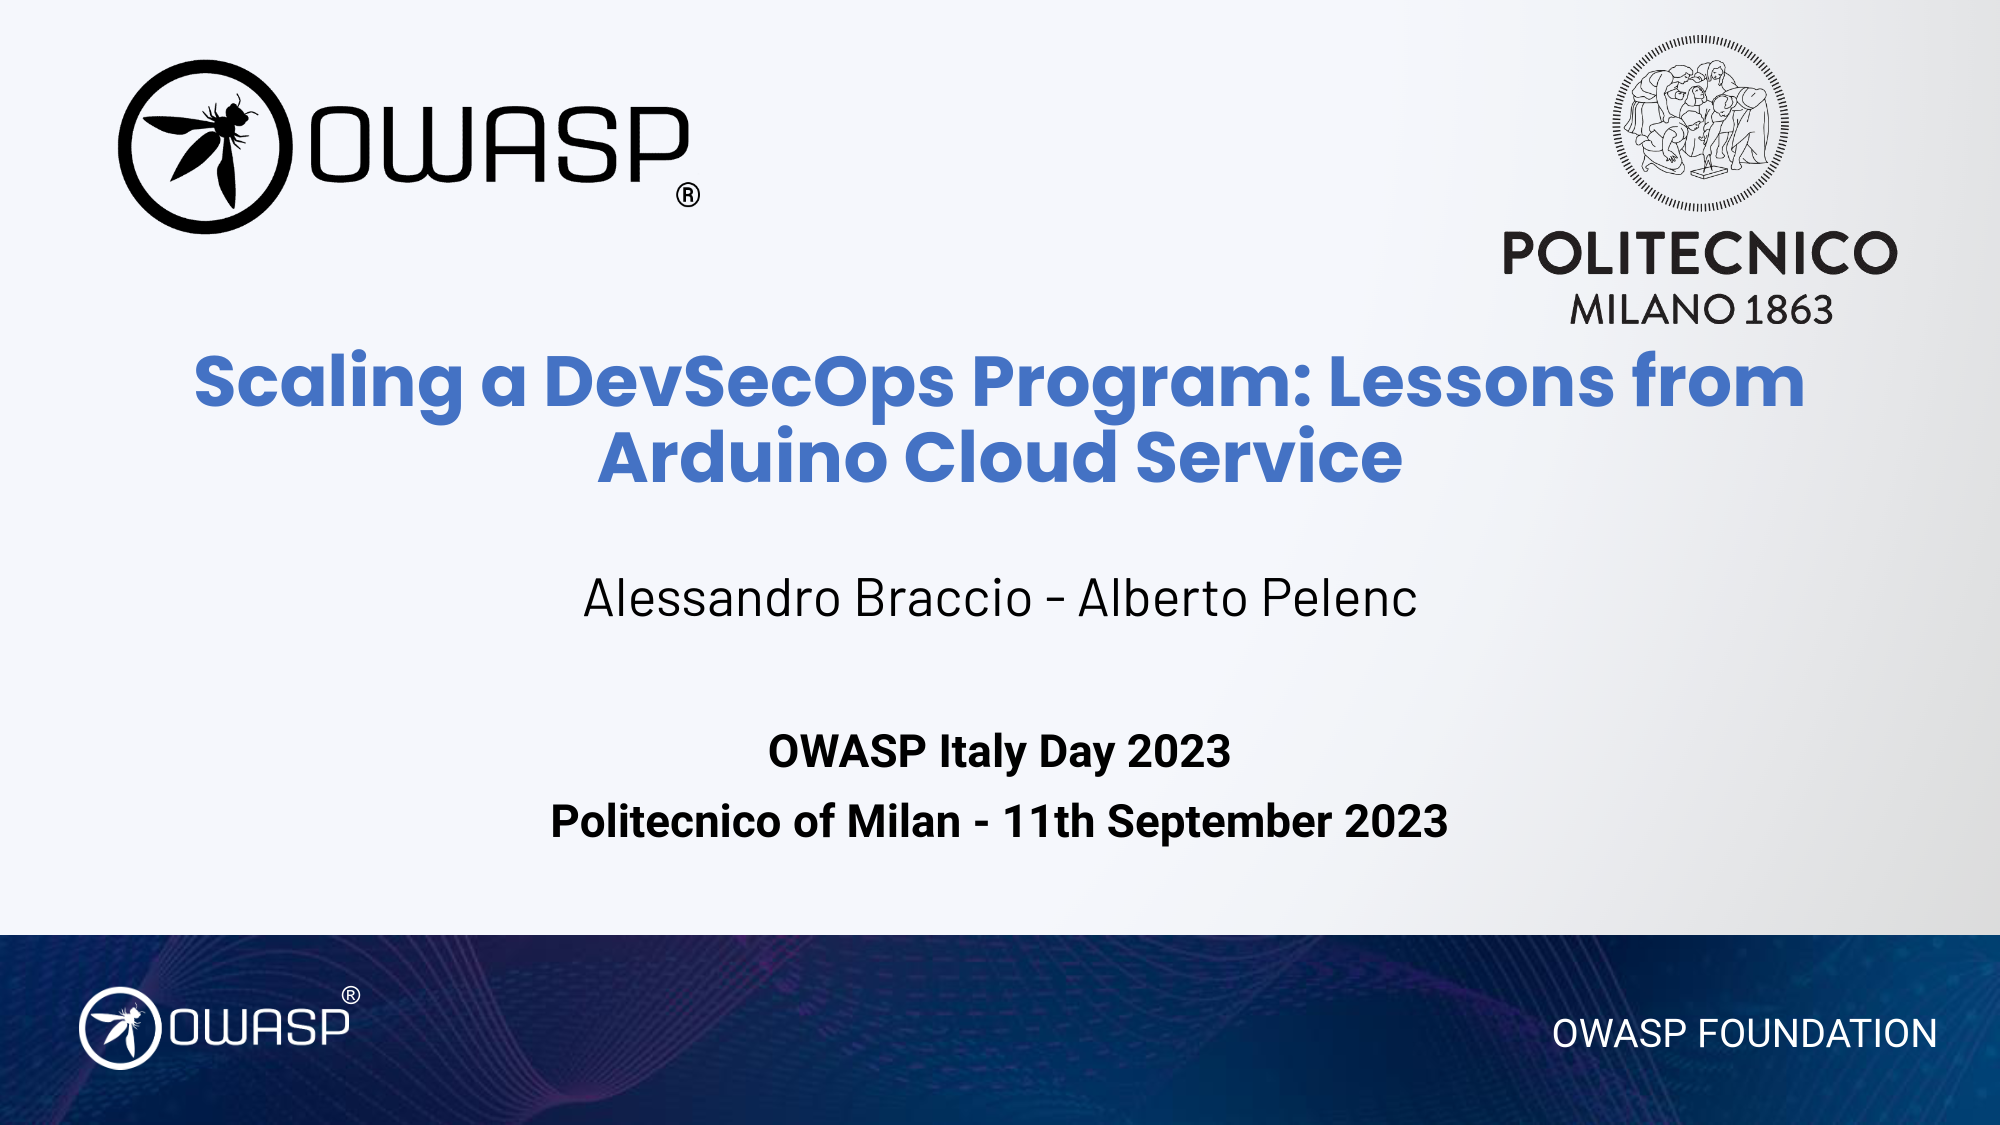 OWASP®
POLITECNICO
MILANO 1863
Scaling a DevSecOps Program: Lessons from
Arduino Cloud Service
Alessandro Braccio - Alberto Pelenc
OWASP Italy Day 2023
Politecnico of Milan - 11th September 2023
OWASP®
OWASP FOUNDATION